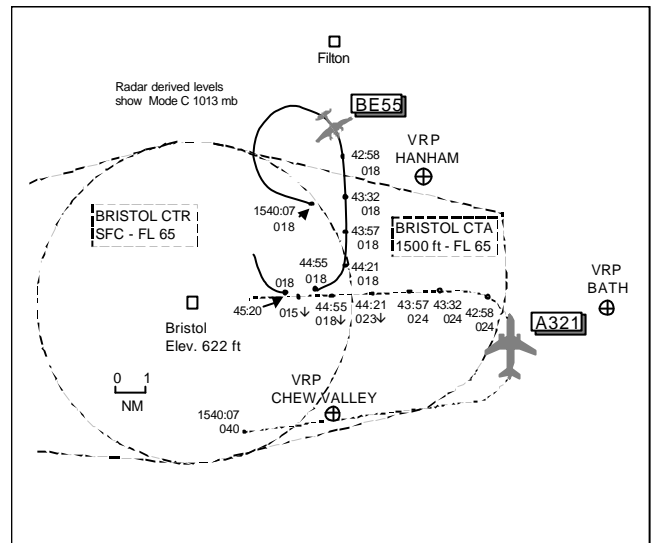 Filton
Radar derived levels
show Mode C 1013 mb
BE55
VRP
HANHAM
42:58
018
43:32
018
1540:07
018
BRISTOL CTR
SFC - FL 65
BRISTOL CTA
1500 ft - FL 65
43:57
018
44:21
018
44:55
018
018
VRP
BATH
45:20
015↓
44:55
018↓
44:21
023↓
43:57
024
43:32
024
42:58
024
A321
Bristol
Elev. 622 ft
0 1
NM
VRP
CHEW VALLEY
1540:07
040